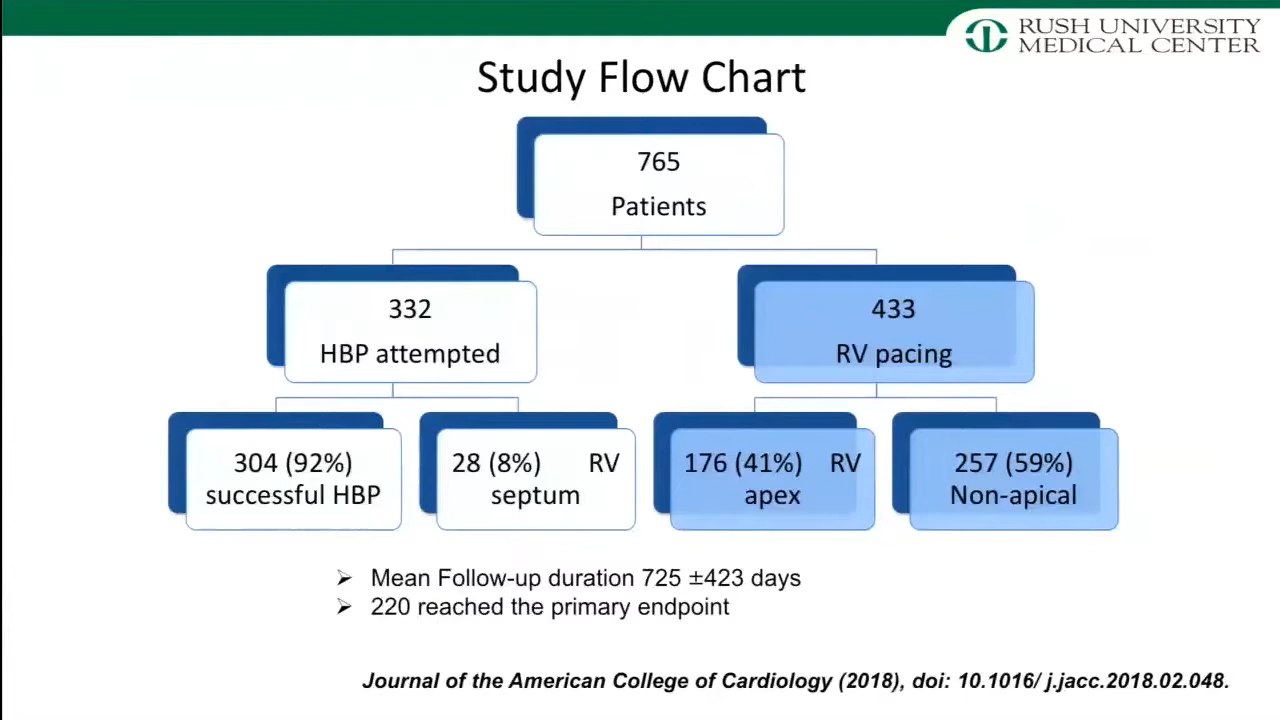 RUSH UNIVERSITY
MEDICAL CENTER
Study Flow Chart
765
Patients
332
HBP attempted
433
RV pacing
304 (92%)
successful HBP
28 (8%) RV
septum
176 (41%) RV
apex
257 (59%)
Non-apical
➢ Mean Follow-up duration 725 ±423 days
➢ 220 reached the primary endpoint
Journal of the American College of Cardiology (2018), doi: 10.1016/ j.jacc.2018.02.048.